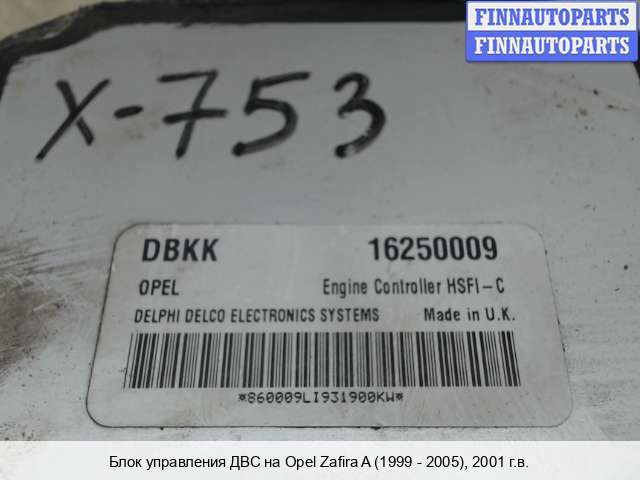 FINNAUTOPARTS
FINNAUTOPARTS
X-753
DBKK 16250009
OPEL Engine Controller HSFI-C
DELPHI DELCO ELECTRONICS SYSTEMS Made in U.K.
*860009LI931900KW*
Блок управления ДВС на Opel Zafira A (1999 - 2005), 2001 г.в.